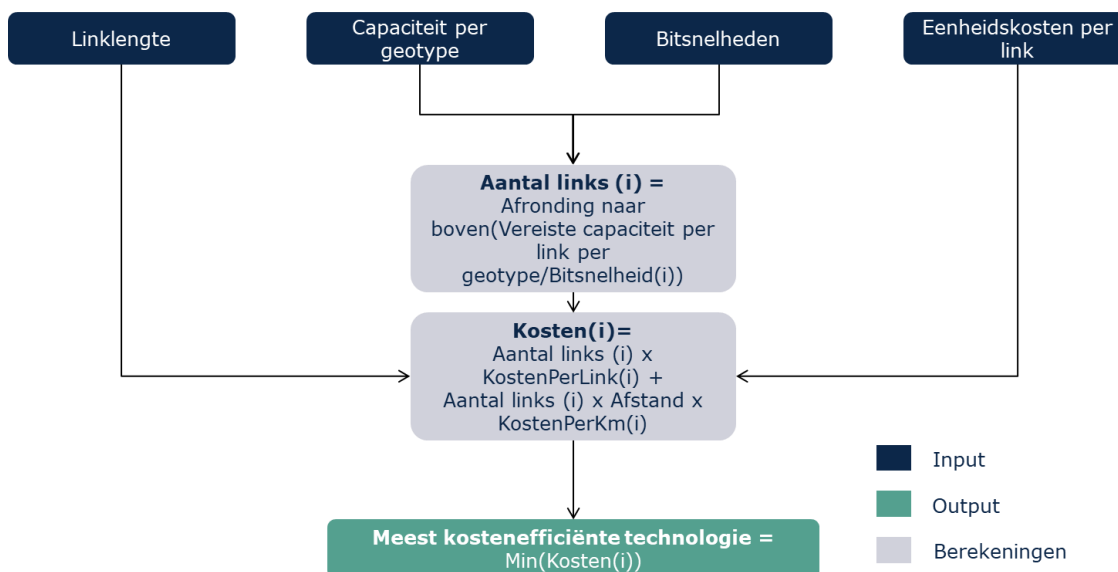 Linklengte
Capaciteit per
geotype
Bitsnelheden
Eenheidskosten per
link
Aantal links (i) =
Afronding naar
boven(Vereiste capaciteit per
link per
geotype/Bitsnelheid(i))
Kosten(i)=
Aantal links (i) x
KostenPerLink(i) +
Aantal links (i) x Afstand x
KostenPerKm(i)
Meest kostenefficiënte technologie =
Min(Kosten(i))
Input
Output
Berekeningen